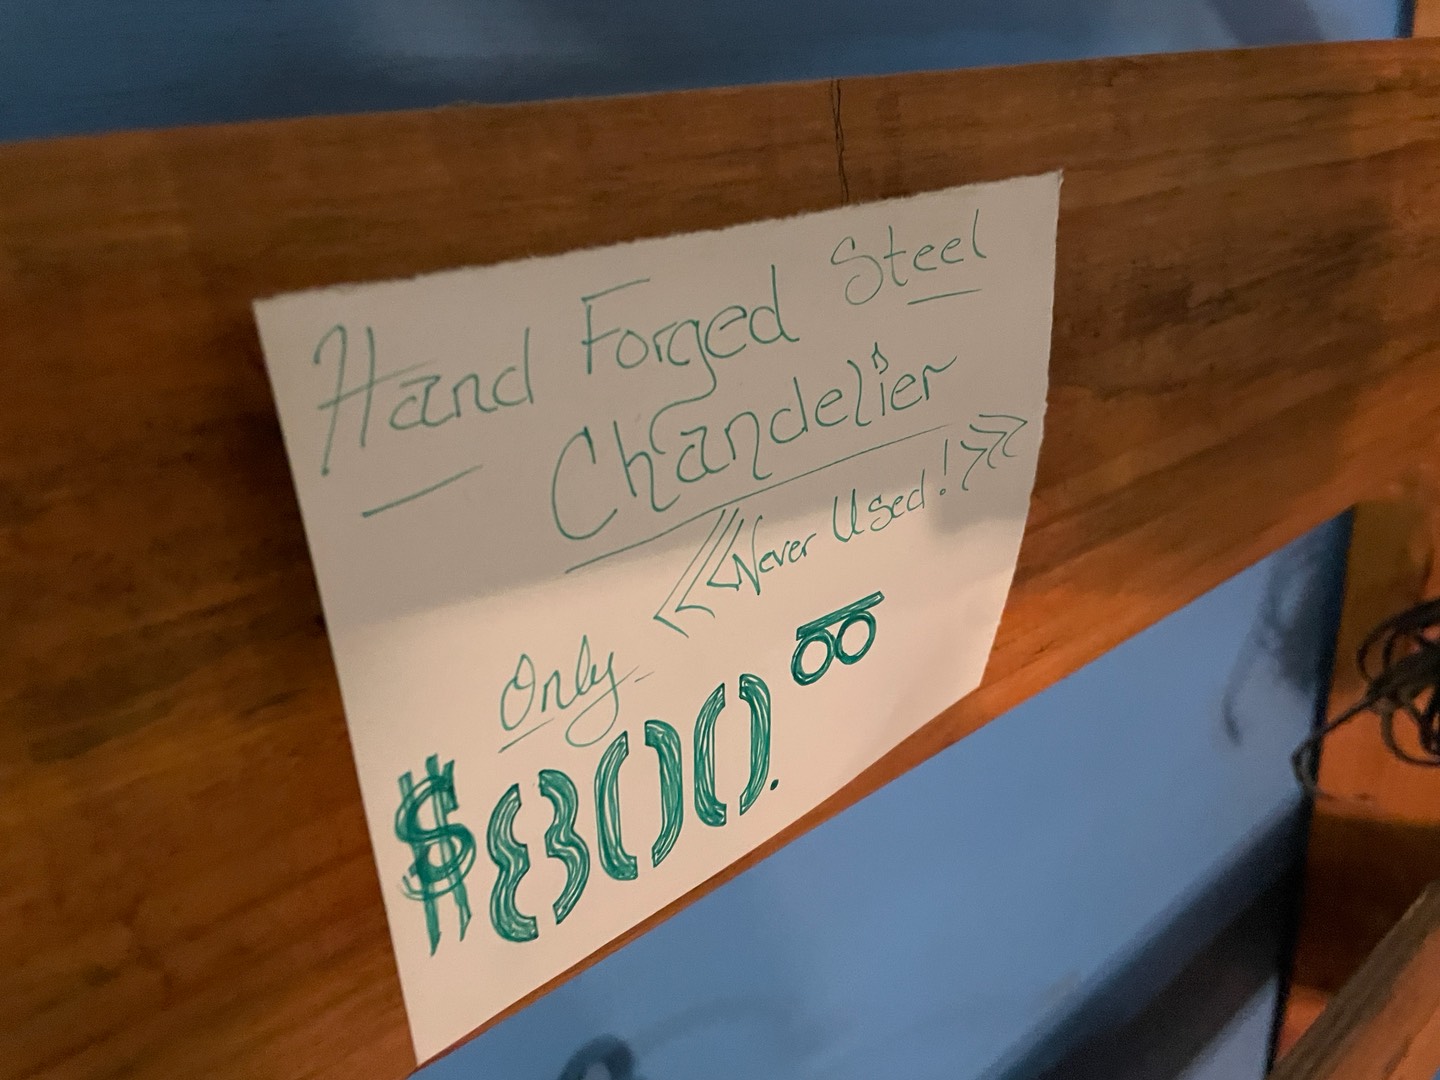 Hand Forged Steel
Chandelier
<<Never Used!>>>
Only
$800.00